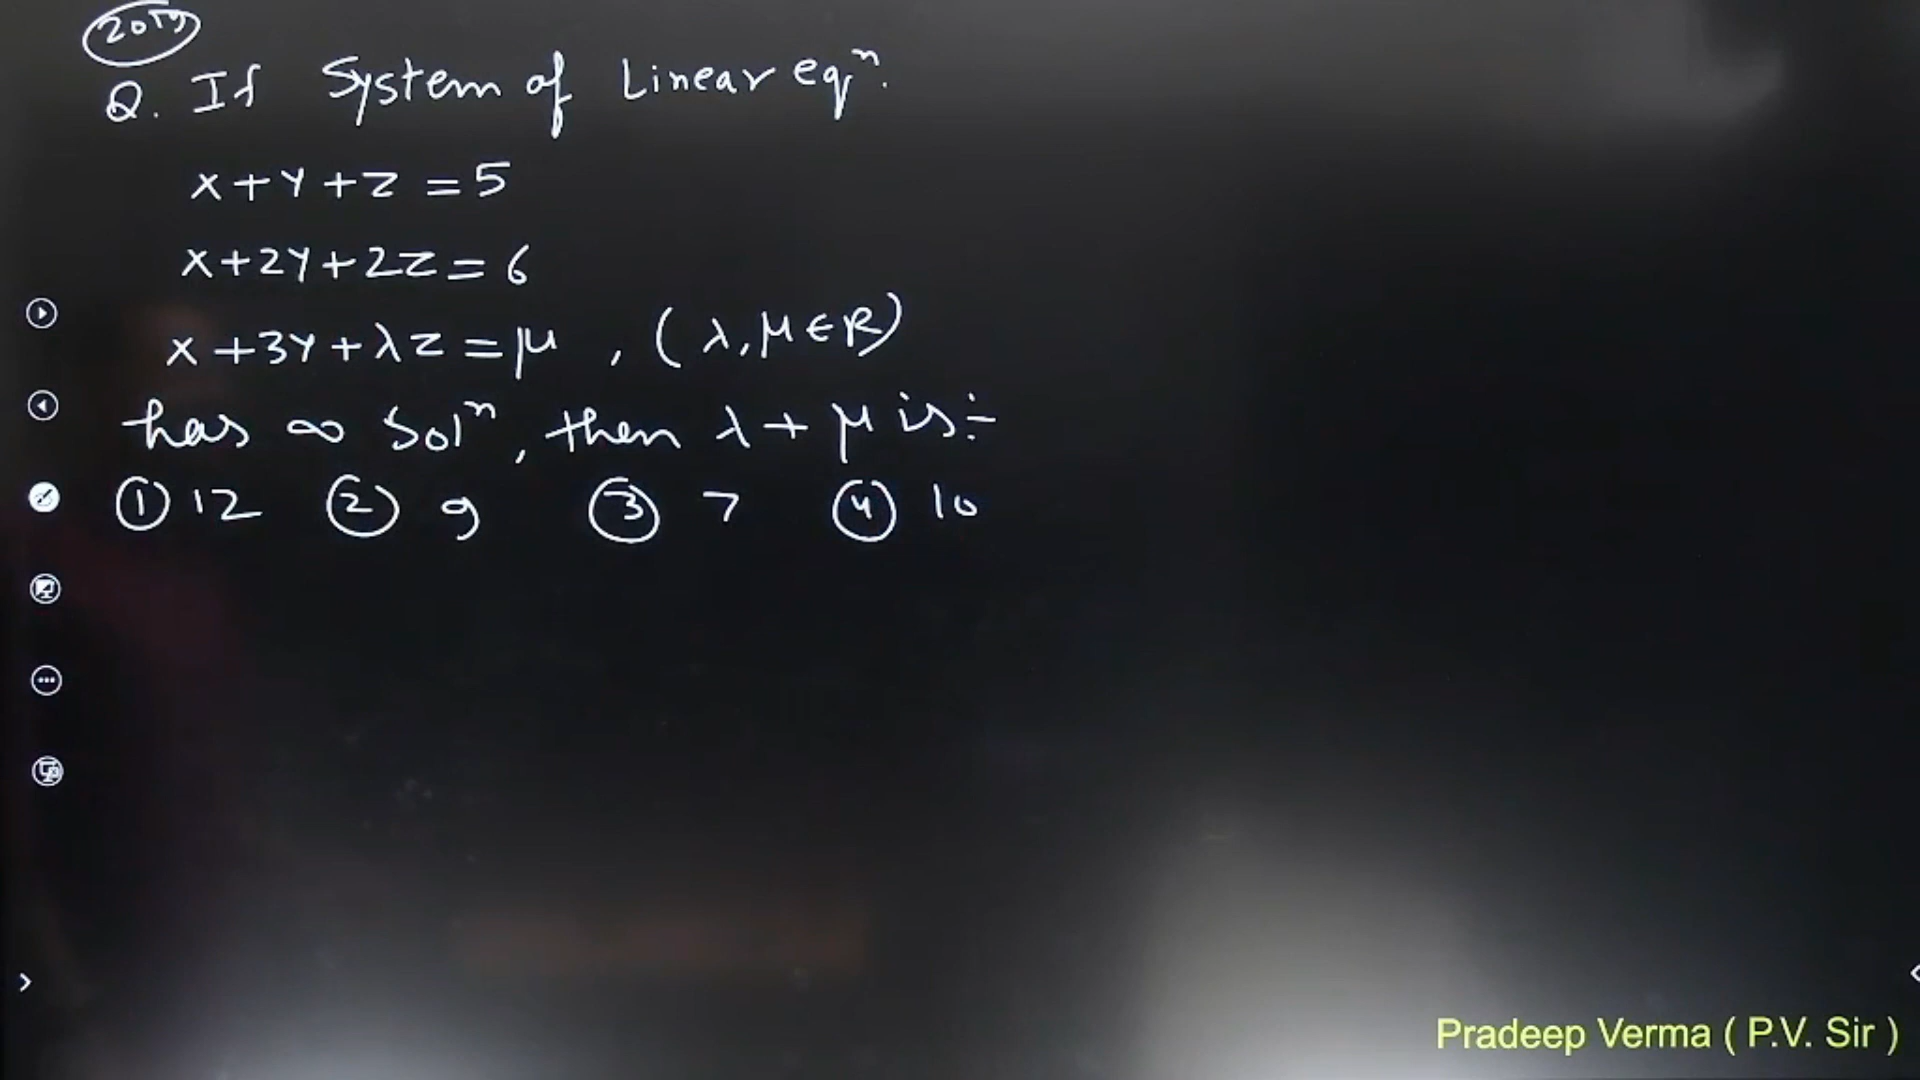 2019
Q. If System of Linear eqⁿ.
x+y+z = 5
x+2y+2z = 6
x+3y+λz = μ , (λ, μ ∈ R)
has ∞ Solⁿ, then λ + μ is :-
① 12 ② 9 ③ 7 ④ 10
Pradeep Verma ( P.V. Sir )